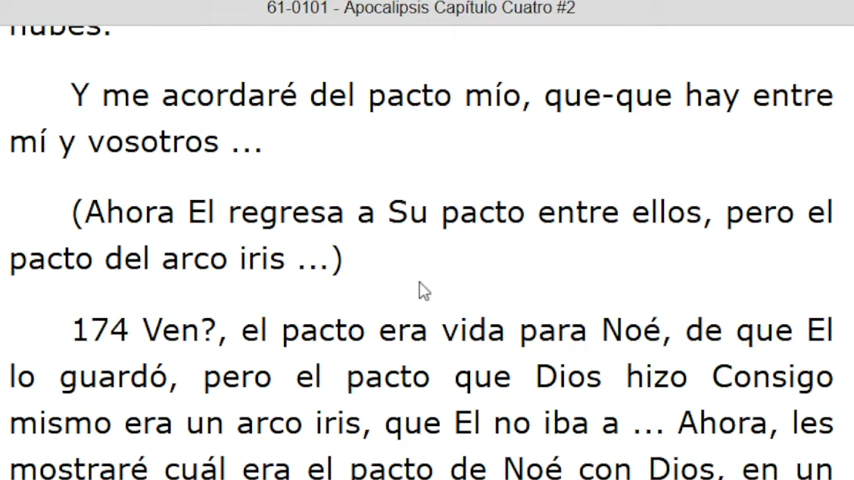 61-0101 - Apocalipsis Capítulo Cuatro #2
nubes.
Y me acordaré del pacto mío, que-que hay entre
mí y vosotros ...
(Ahora El regresa a Su pacto entre ellos, pero el
pacto del arco iris ...)
174 Ven?, el pacto era vida para Noé, de que El
lo guardó, pero el pacto que Dios hizo Consigo
mismo era un arco iris, que El no iba a ... Ahora, les
mostraré cuál era el pacto de Noé con Dios, en un